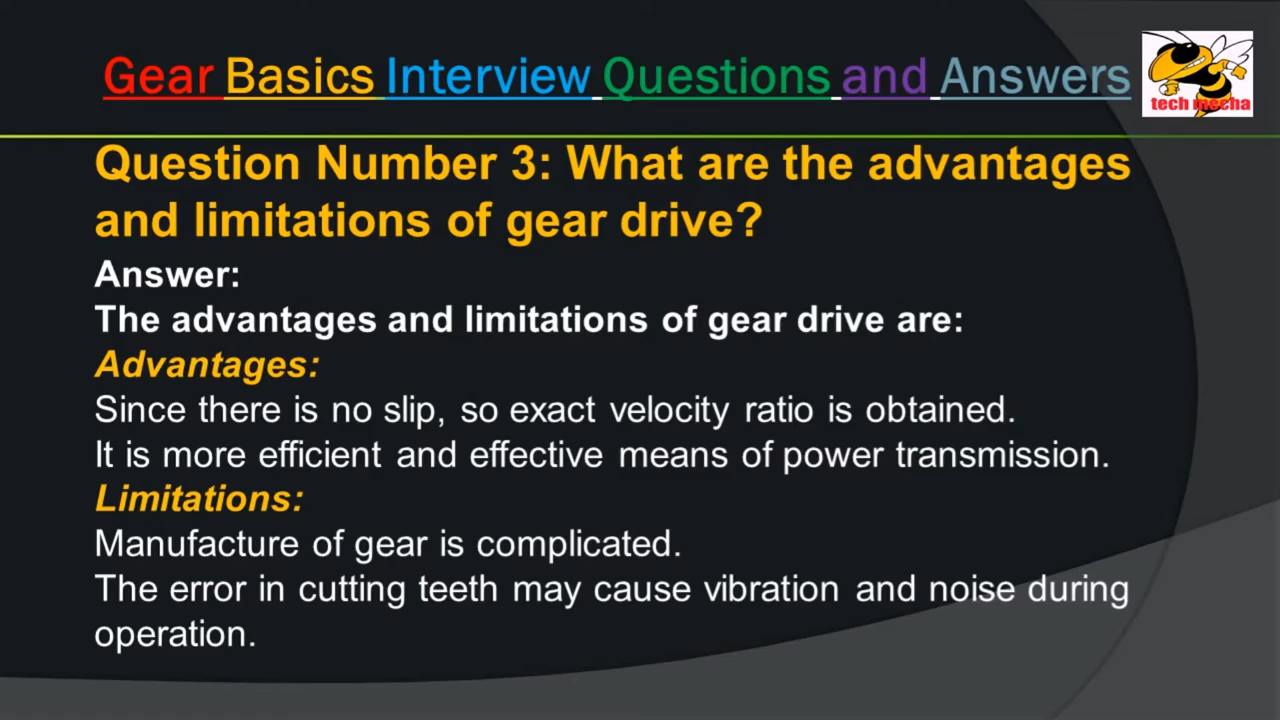 Gear Basics Interview Questions and Answers
tech mecha
Question Number 3: What are the advantages
and limitations of gear drive?
Answer:
The advantages and limitations of gear drive are:
Advantages:
Since there is no slip, so exact velocity ratio is obtained.
It is more efficient and effective means of power transmission.
Limitations:
Manufacture of gear is complicated.
The error in cutting teeth may cause vibration and noise during
operation.